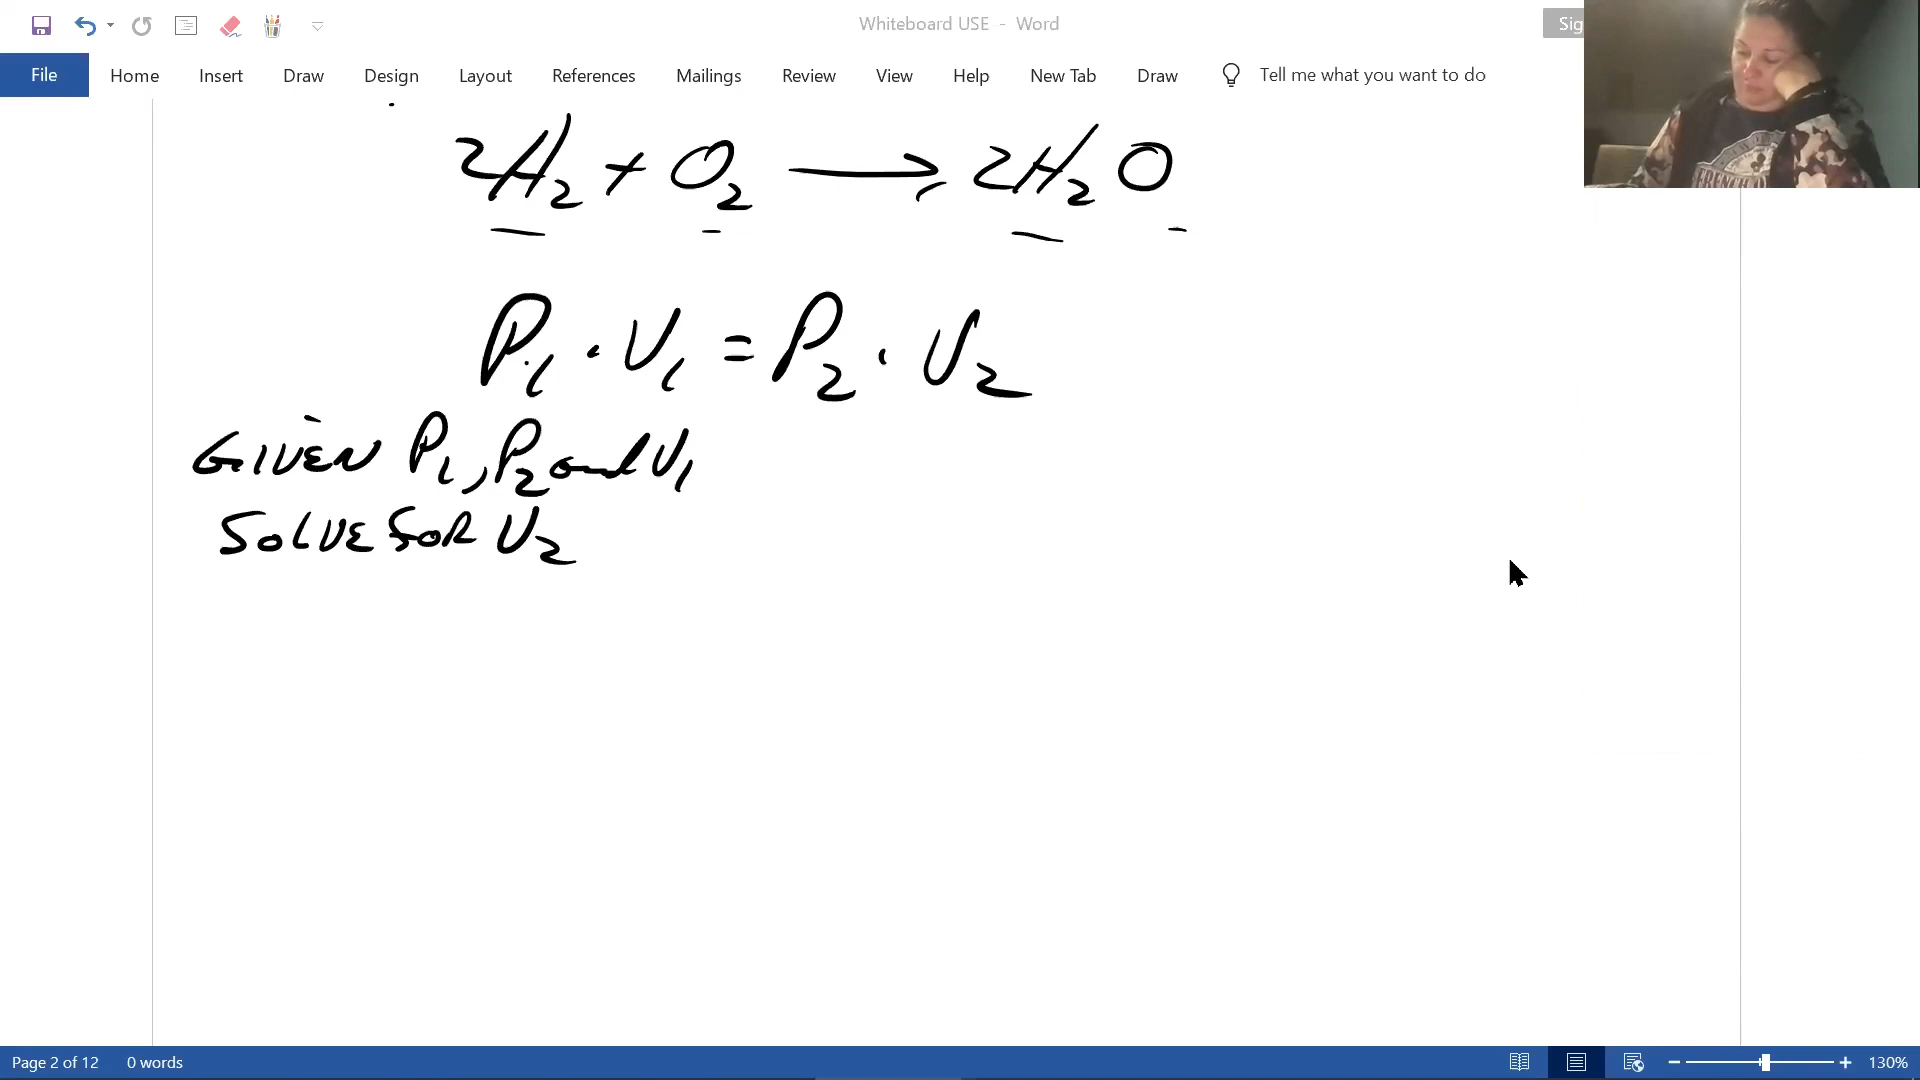 Whiteboard USE - Word
File Home Insert Draw Design Layout References Mailings Review View Help New Tab Draw Tell me what you want to do
2H₂ + O₂ → 2H₂O
P₁ · V₁ = P₂ · V₂
GIVEN P₁, P₂ and V₁
SOLVE FOR V₂
Page 2 of 12 0 words 130%